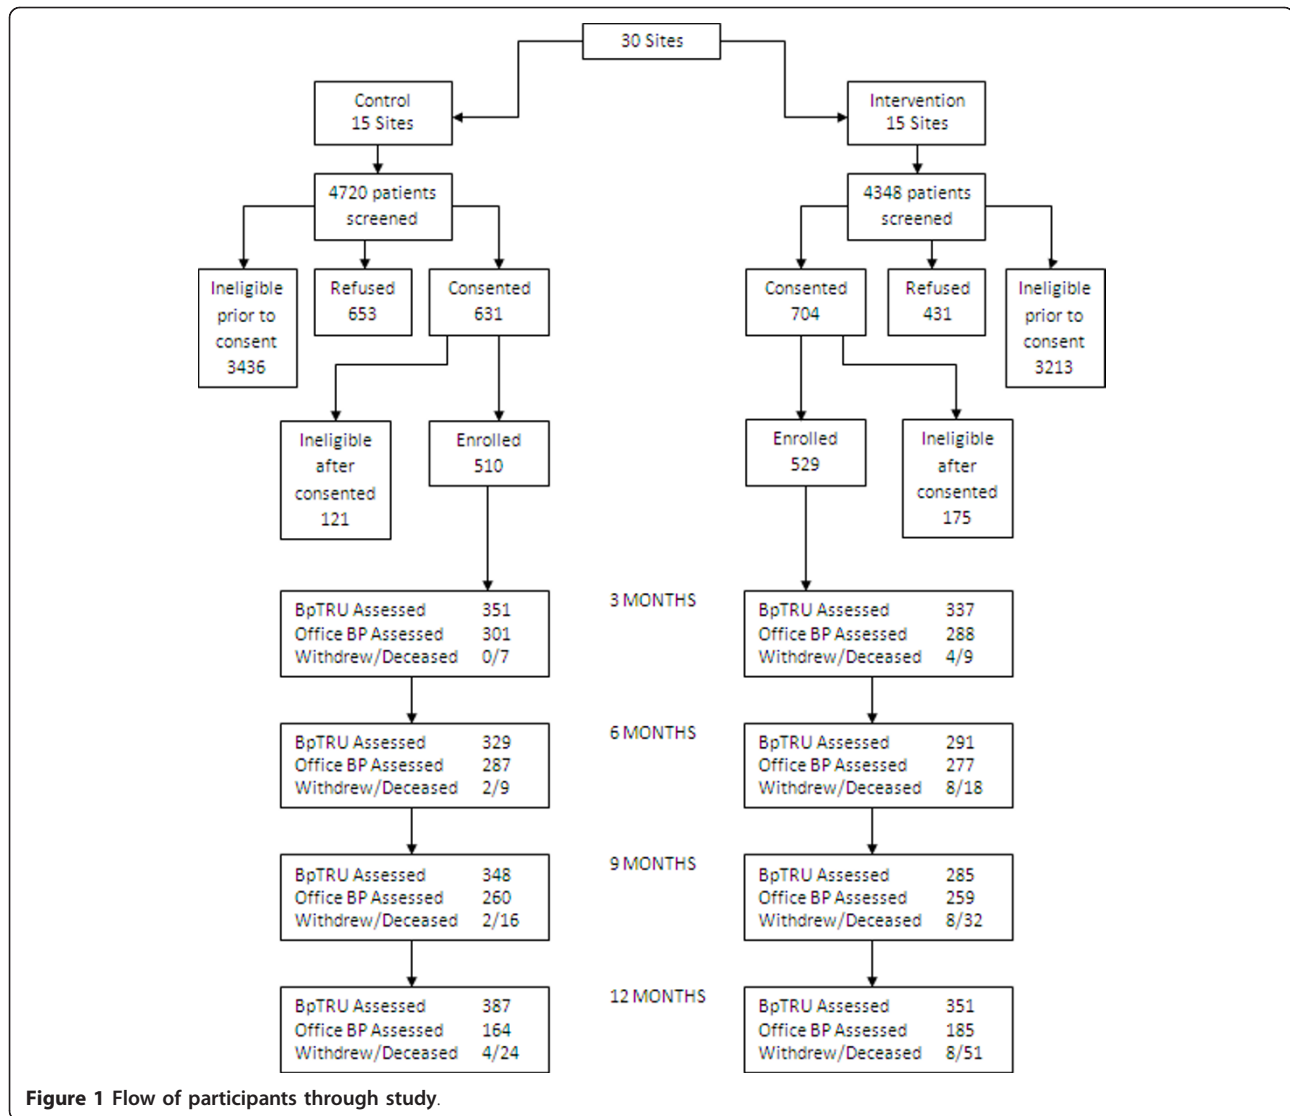 30 Sites
Control
15 Sites
Intervention
15 Sites
4720 patients
screened
4348 patients
screened
Ineligible
prior to
consent
3436
Refused
653
Consented
631
Consented
704
Refused
431
Ineligible
prior to
consent
3213
Ineligible
after
consented
121
Enrolled
510
Enrolled
529
Ineligible
after
consented
175
3 MONTHS
BpTRU Assessed 351
Office BP Assessed 301
Withdrew/Deceased 0/7
BpTRU Assessed 337
Office BP Assessed 288
Withdrew/Deceased 4/9
6 MONTHS
BpTRU Assessed 329
Office BP Assessed 287
Withdrew/Deceased 2/9
BpTRU Assessed 291
Office BP Assessed 277
Withdrew/Deceased 8/18
9 MONTHS
BpTRU Assessed 348
Office BP Assessed 260
Withdrew/Deceased 2/16
BpTRU Assessed 285
Office BP Assessed 259
Withdrew/Deceased 8/32
12 MONTHS
BpTRU Assessed 387
Office BP Assessed 164
Withdrew/Deceased 4/24
BpTRU Assessed 351
Office BP Assessed 185
Withdrew/Deceased 8/51
Figure 1 Flow of participants through study.